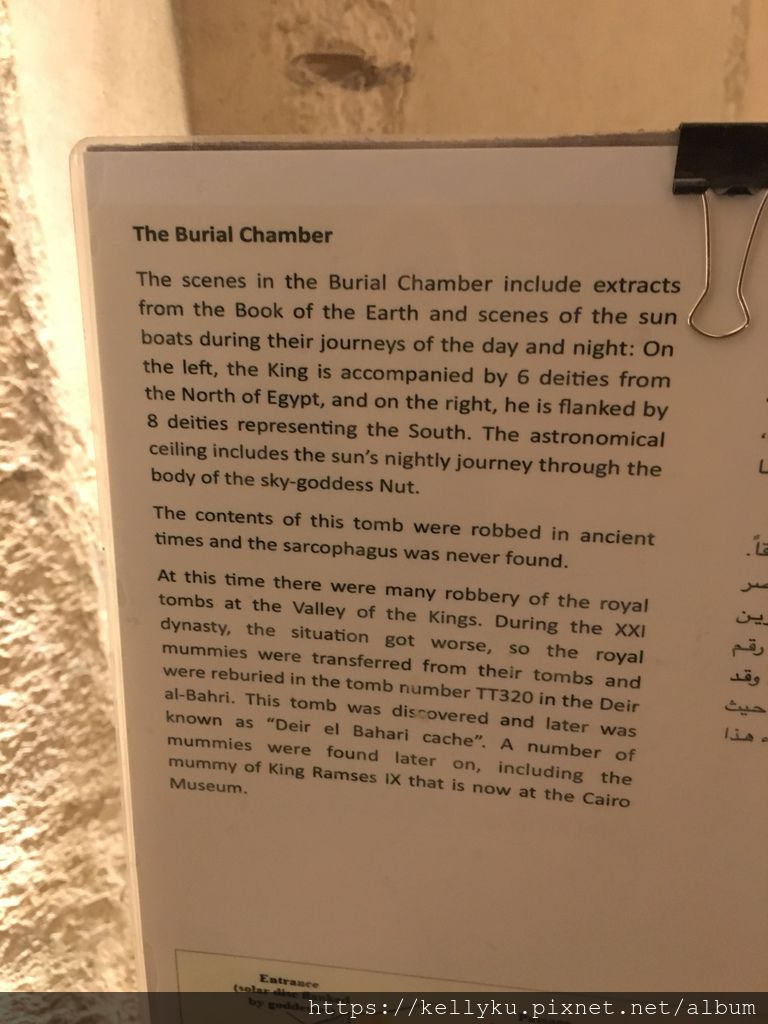 The Burial Chamber
The scenes in the Burial Chamber include extracts
from the Book of the Earth and scenes of the sun
boats during their journeys of the day and night: On
the left, the King is accompanied by 6 deities from
the North of Egypt, and on the right, he is flanked by
8 deities representing the South. The astronomical
ceiling includes the sun's nightly journey through the
body of the sky-goddess Nut.
The contents of this tomb were robbed in ancient
times and the sarcophagus was never found.
At this time there were many robbery of the royal
tombs at the Valley of the Kings. During the XXI
dynasty, the situation got worse, so the royal
mummies were transferred from their tombs and
were reburied in the tomb number TT320 in the Deir
al-Bahri. This tomb was discovered and later was
known as “Deir el Bahari cache”. A number of
mummies were found later on, including the
mummy of King Ramses IX that is now at the Cairo
Museum.
رقم
وقد
حيث
هذا
Entrance
(solar disc flanked
by
https://kellyku.pixnet.net/album